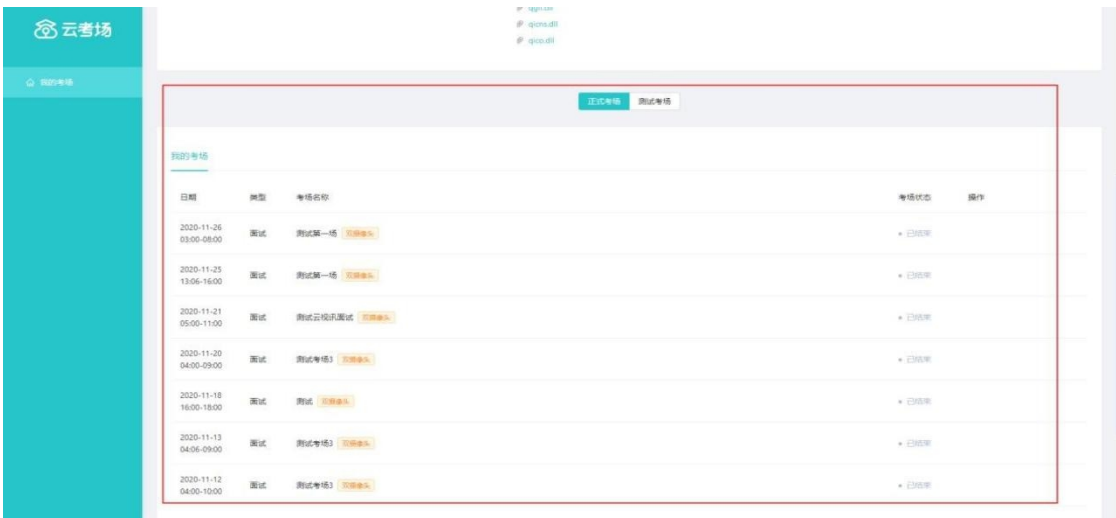 云考场
qicns.dll
qico.dll
我的考场
正式考场 测试考场
我的考场
日期 类型 考场名称 考场状态 操作
2020-11-26
03:00-08:00 面试 测试第一场 双摄像头 已结束
2020-11-25
13:06-16:00 面试 测试第一场 双摄像头 已结束
2020-11-21
05:00-11:00 面试 测试云视讯面试 双摄像头 已结束
2020-11-20
04:00-09:00 面试 测试考场3 双摄像头 已结束
2020-11-18
16:00-18:00 面试 测试 双摄像头 已结束
2020-11-13
04:06-09:00 面试 测试考场3 双摄像头 已结束
2020-11-12
04:00-10:00 面试 测试考场3 双摄像头 已结束